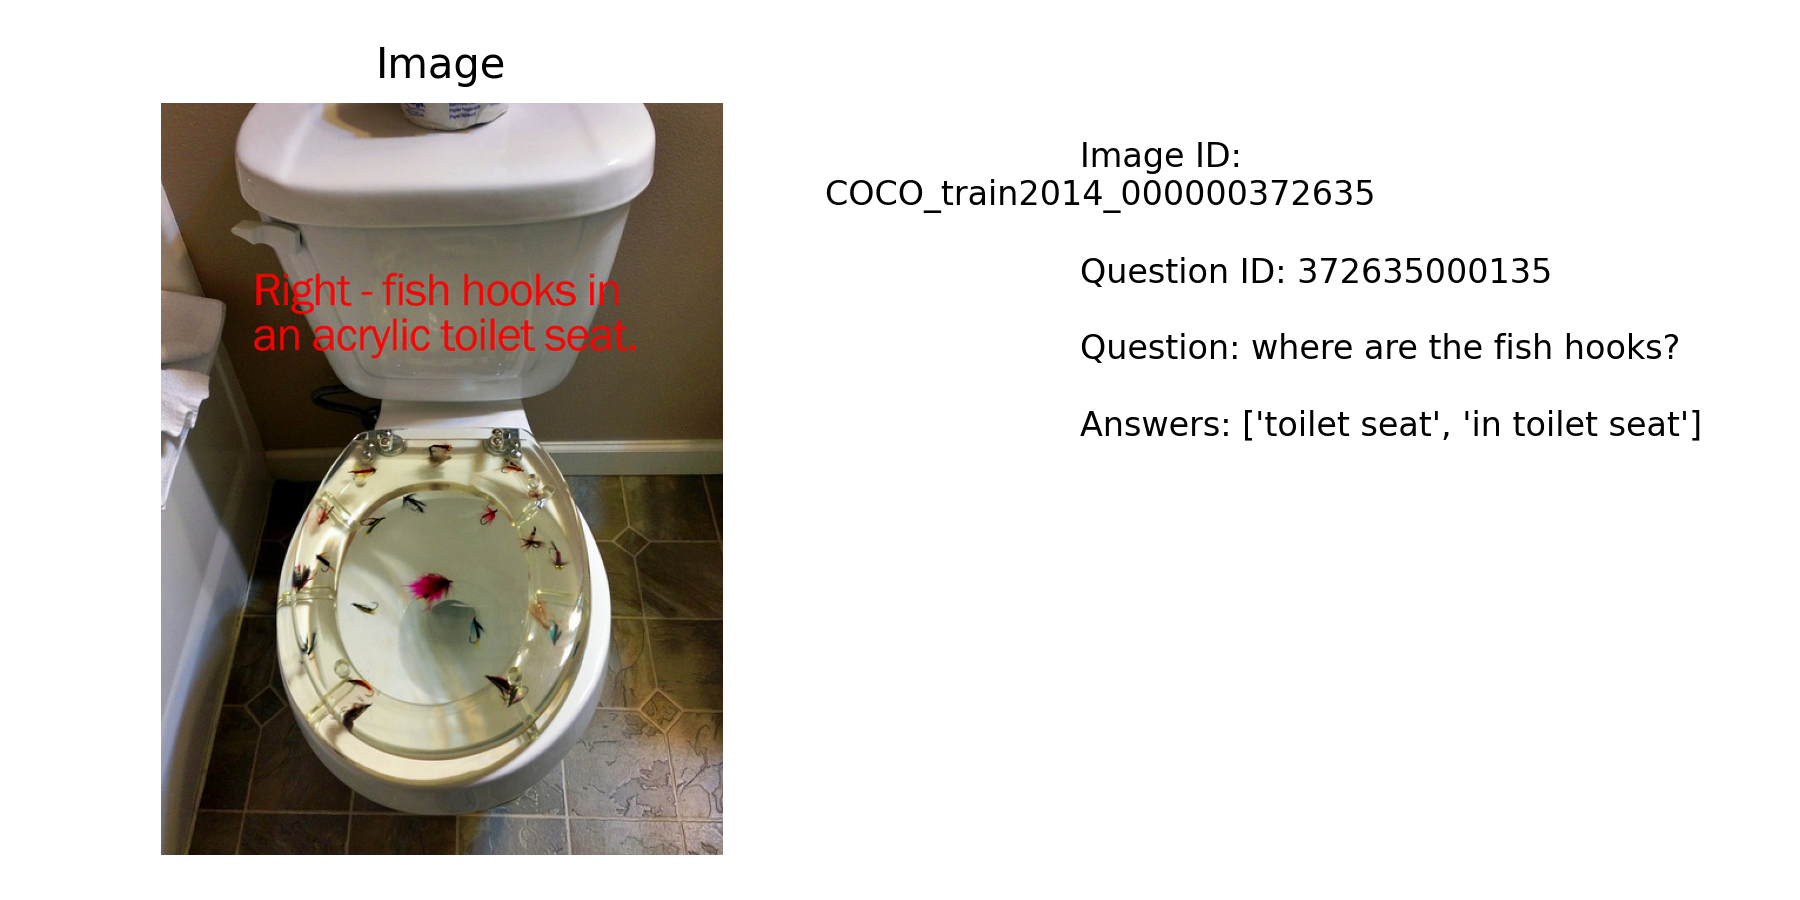 Image
Right - fish hooks in
an acrylic toilet seat.
Image ID:
COCO_train2014_000000372635
Question ID: 372635000135
Question: where are the fish hooks?
Answers: ['toilet seat', 'in toilet seat']